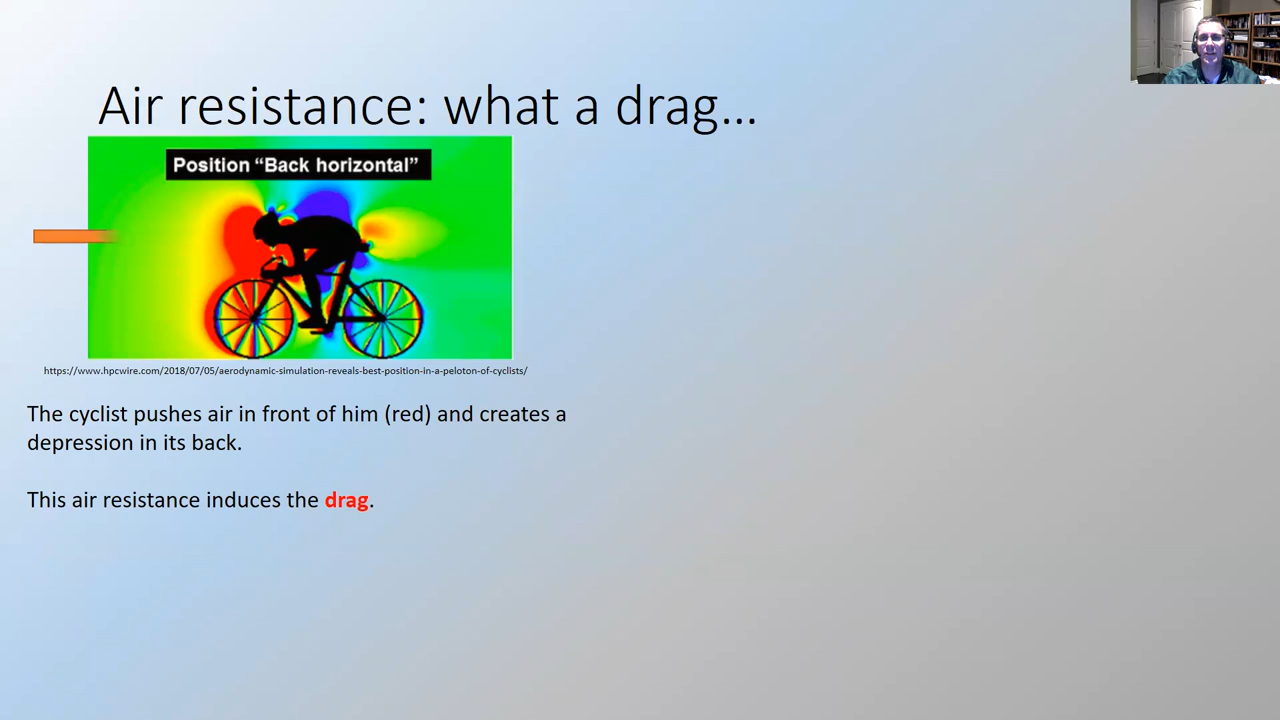 Air resistance: what a drag...
Position “Back horizontal”
https://www.hpcwire.com/2018/07/05/aerodynamic-simulation-reveals-best-position-in-a-peloton-of-cyclists/
The cyclist pushes air in front of him (red) and creates a
depression in its back.
This air resistance induces the drag.